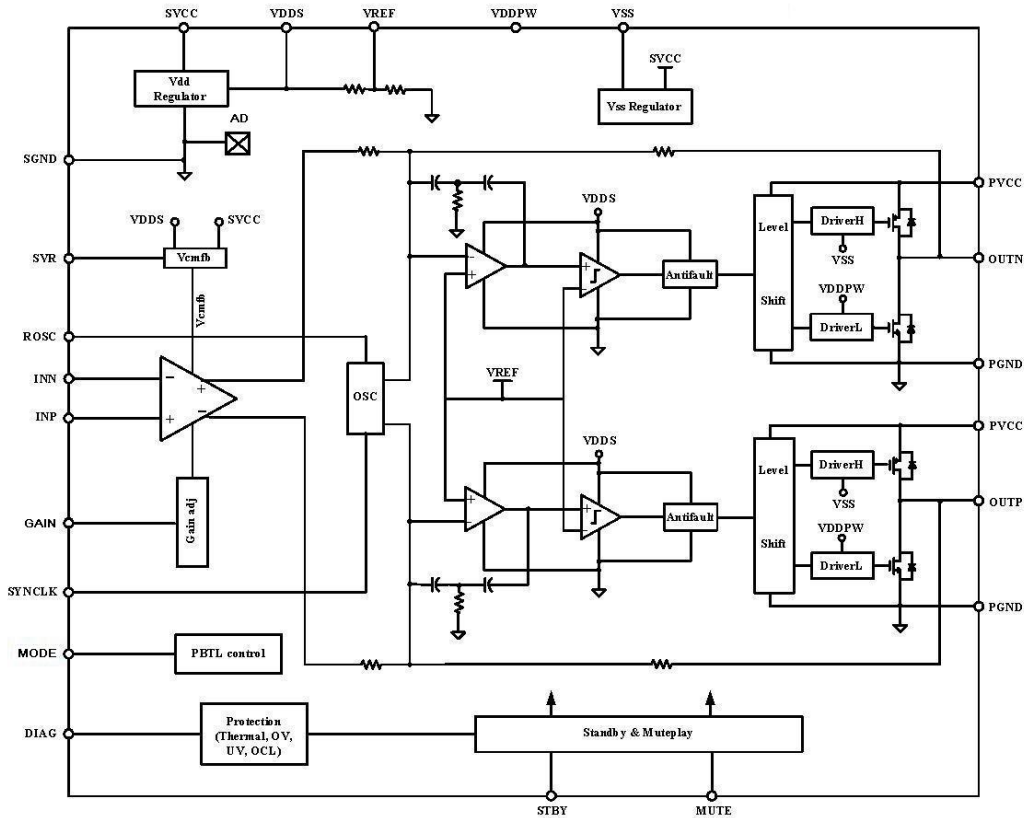 SVCC
VDDS
VREF
VDDPW
VSS
Vdd
Regulator
SVCC
Vss Regulator
AD
SGND
PVCC
VDDS
SVCC
VDDS
Level
DriverH
VSS
SVR
Vcmfb
Antifault
OUTN
Vcmfb
VDDPW
Shift
DriverL
ROSC
PGND
INN
VREF
OSC
INP
PVCC
VDDS
Level
DriverH
VSS
Gain adj
OUTP
GAIN
Antifault
VDDPW
Shift
DriverL
SYNCLK
PGND
MODE
PBTL control
DIAG
Protection
(Thermal, OV,
UV, OCL)
Standby & Muteplay
STBY
MUTE